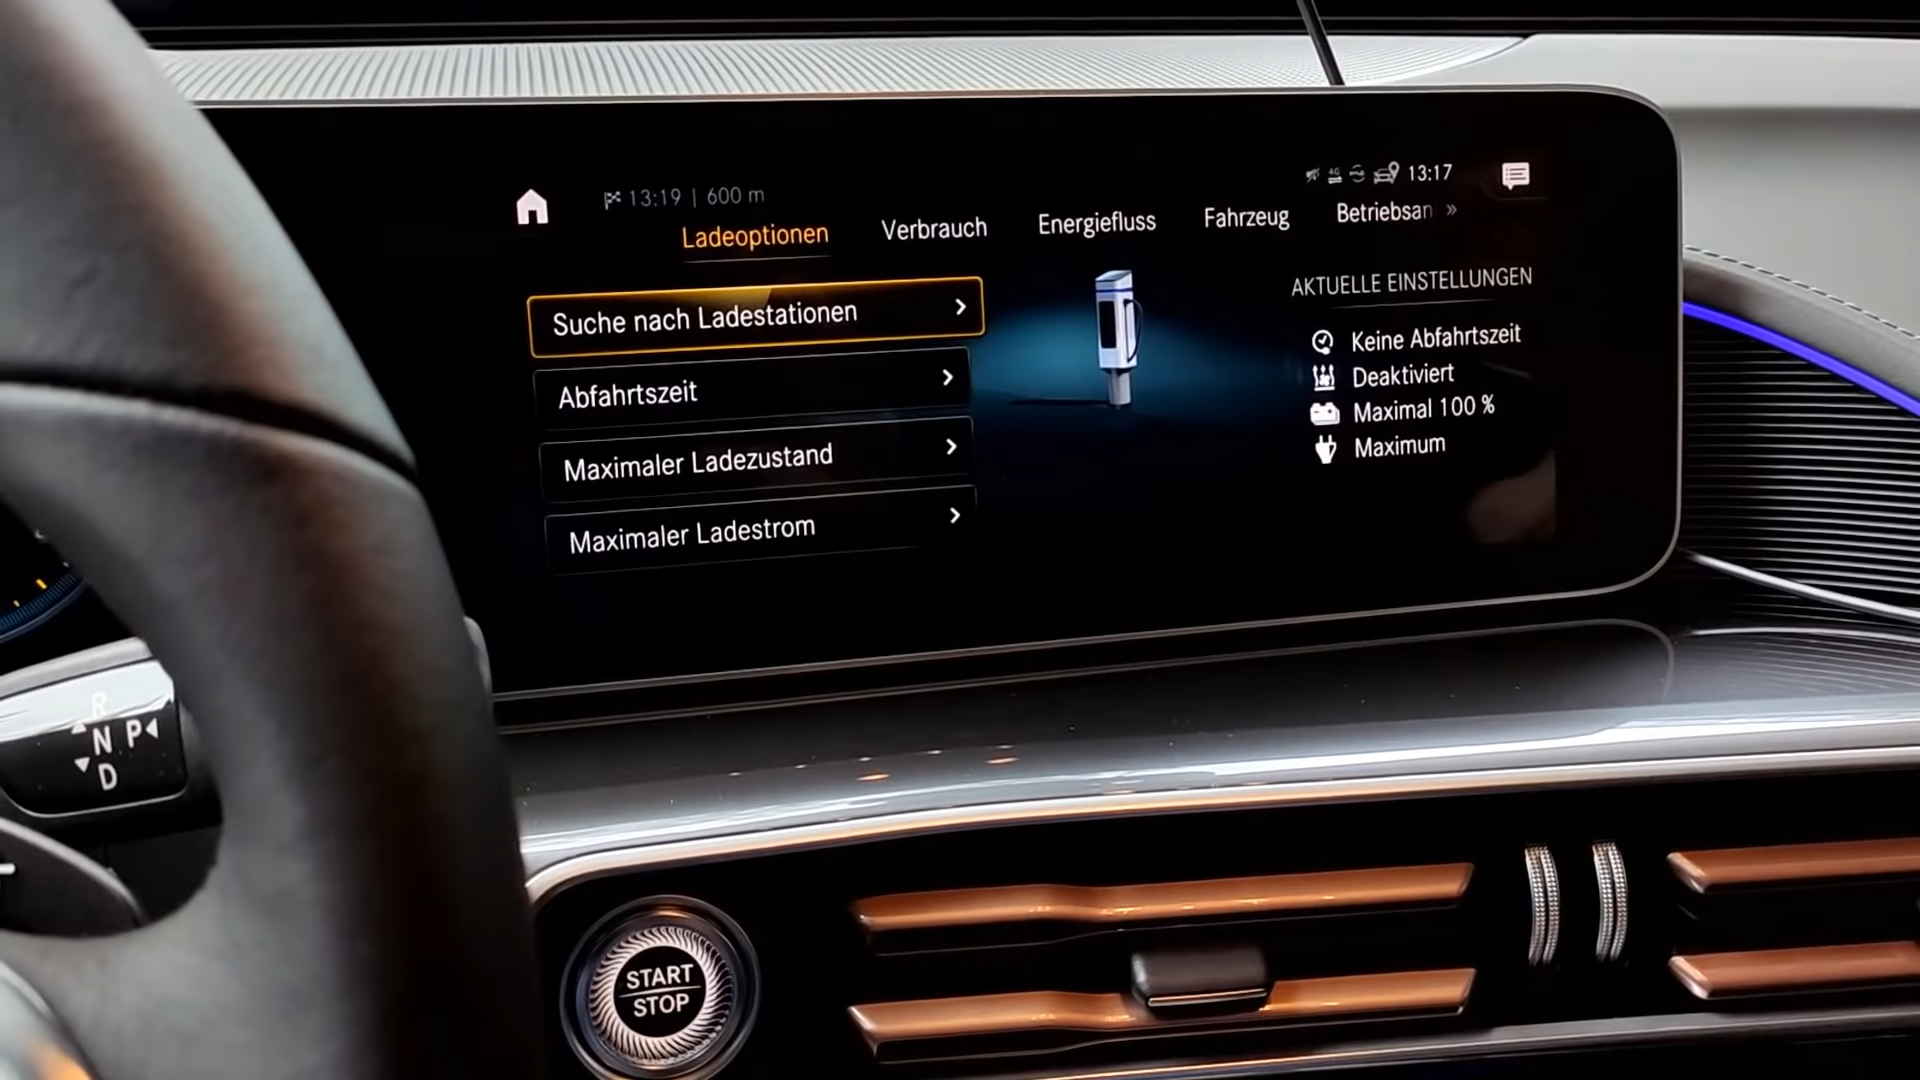 13:19 | 600 m
4G 13:17
Ladeoptionen Verbrauch Energiefluss Fahrzeug Betriebsan »
Suche nach Ladestationen
Abfahrtszeit
Maximaler Ladezustand
Maximaler Ladestrom
AKTUELLE EINSTELLUNGEN
Keine Abfahrtszeit
Deaktiviert
Maximal 100 %
Maximum
R
N P
D
START
STOP